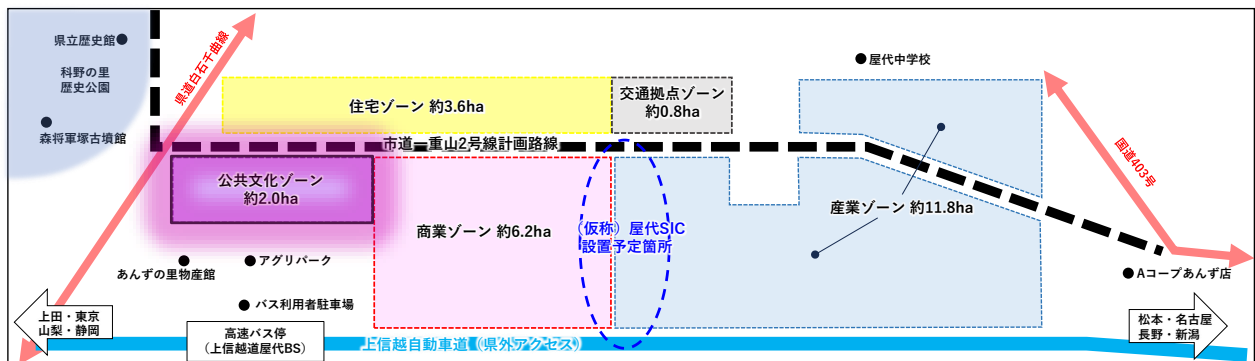 県立歴史館
科野の里
歴史公園
森将軍塚古墳館
県道白石千曲線
住宅ゾーン 約3.6ha
交通拠点ゾーン
約0.8ha
屋代中学校
市道一重山2号線計画路線
公共文化ゾーン
約2.0ha
商業ゾーン 約6.2ha
（仮称）屋代SIC
設置予定箇所
産業ゾーン 約11.8ha
国道403号
あんずの里物産館
アグリパーク
Aコープあんず店
バス利用者駐車場
上田・東京
山梨・静岡
高速バス停
（上信越道屋代BS）
上信越自動車道（県外アクセス）
松本・名古屋
長野・新潟